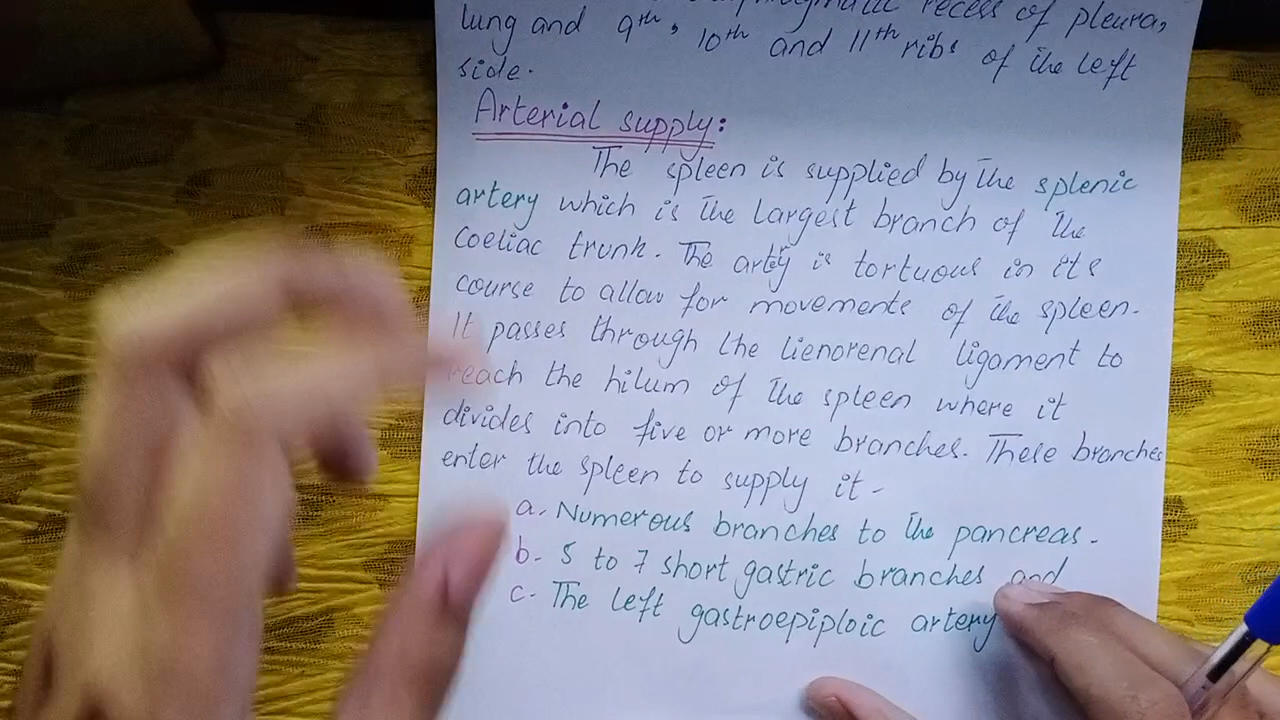 recess of pleura,
lung and 9th, 10th and 11th ribs of the left
side.
Arterial supply:
The spleen is supplied by the splenic
artery which is the largest branch of the
coeliac trunk. The artery is tortuous in its
course to allow for movements of the spleen.
It passes through the lienorenal ligament to
reach the hilum of the spleen where it
divides into five or more branches. These branches
enter the spleen to supply it-
a. Numerous branches to the pancreas.
b. 5 to 7 short gastric branches and
c. The left gastroepiploic artery